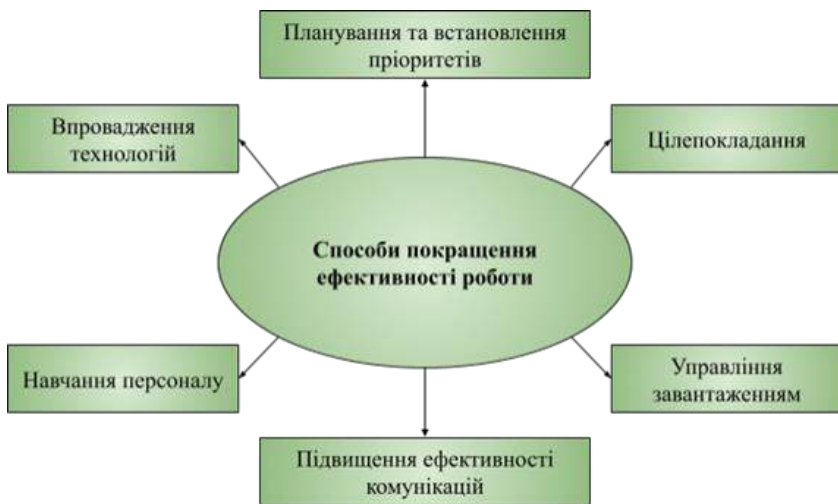 Планування та встановлення
пріоритетів
Впровадження
технологій
Цілепокладання
Способи покращення
ефективності роботи
Навчання персоналу
Управління
завантаженням
Підвищення ефективності
комунікацій